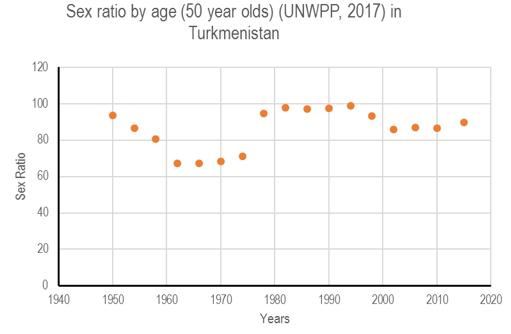 Sex ratio by age (50 year olds) (UNWPP, 2017) in
Turkmenistan
120
100
80
60
40
20
0
Sex Ratio
1940 1950 1960 1970 1980 1990 2000 2010 2020
Years